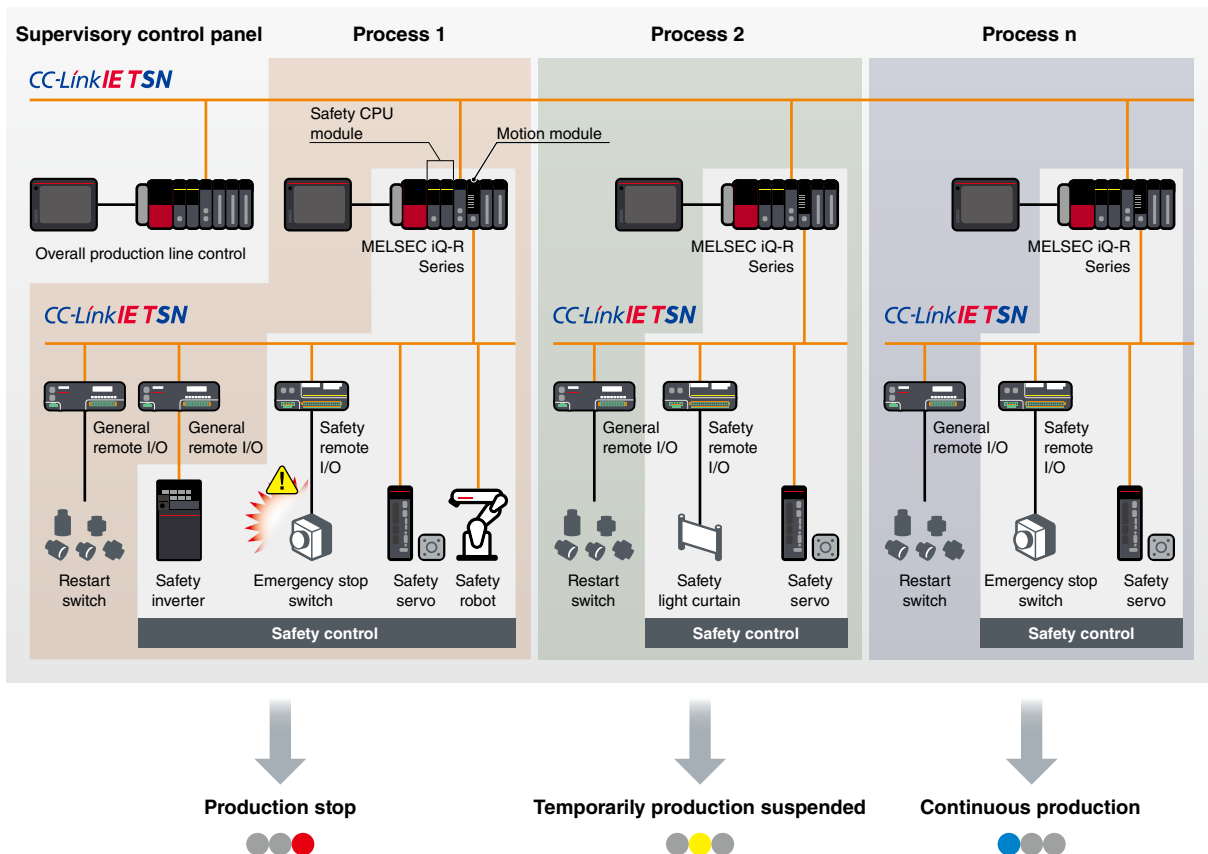 Supervisory control panel
Process 1
Process 2
Process n
CC-Link IE TSN
Safety CPU
module
Motion module
Overall production line control
MELSEC iQ-R
Series
MELSEC iQ-R
Series
MELSEC iQ-R
Series
CC-Link IE TSN
CC-Link IE TSN
CC-Link IE TSN
General
remote I/O
General
remote I/O
Safety
remote
I/O
General
remote I/O
Safety
remote
I/O
General
remote I/O
Safety
remote
I/O
!
Restart
switch
Safety
inverter
Emergency stop
switch
Safety
servo
Safety
robot
Restart
switch
Safety
light curtain
Safety
servo
Restart
switch
Emergency stop
switch
Safety
servo
Safety control
Safety control
Safety control
Production stop
Temporarily production suspended
Continuous production